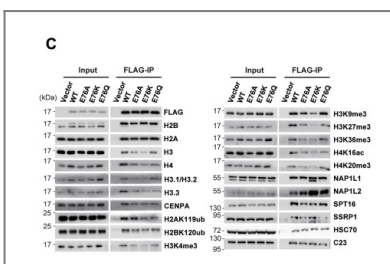 C
Input FLAG-IP
Vector WT E76A E76K E76Q Vector WT E76A E76K E76Q
(kDa)
17 FLAG
17 H2B
17 H2A
17 H3
17 H4
17 H3.1/H3.2
17 H3.3
17 CENPA
25
25 H2AK119ub
25 H2BK120ub
17 H3K4me3
Input FLAG-IP
Vector WT E76A E76K E76Q Vector WT E76A E76K E76Q
17 H3K9me3
17 H3K27me3
17 H3K36me3
17 H4K16ac
17 H4K20me3
55 NAP1L1
55 NAP1L2
130 SPT16
95 SSRP1
72 HSC70
130
95 C23